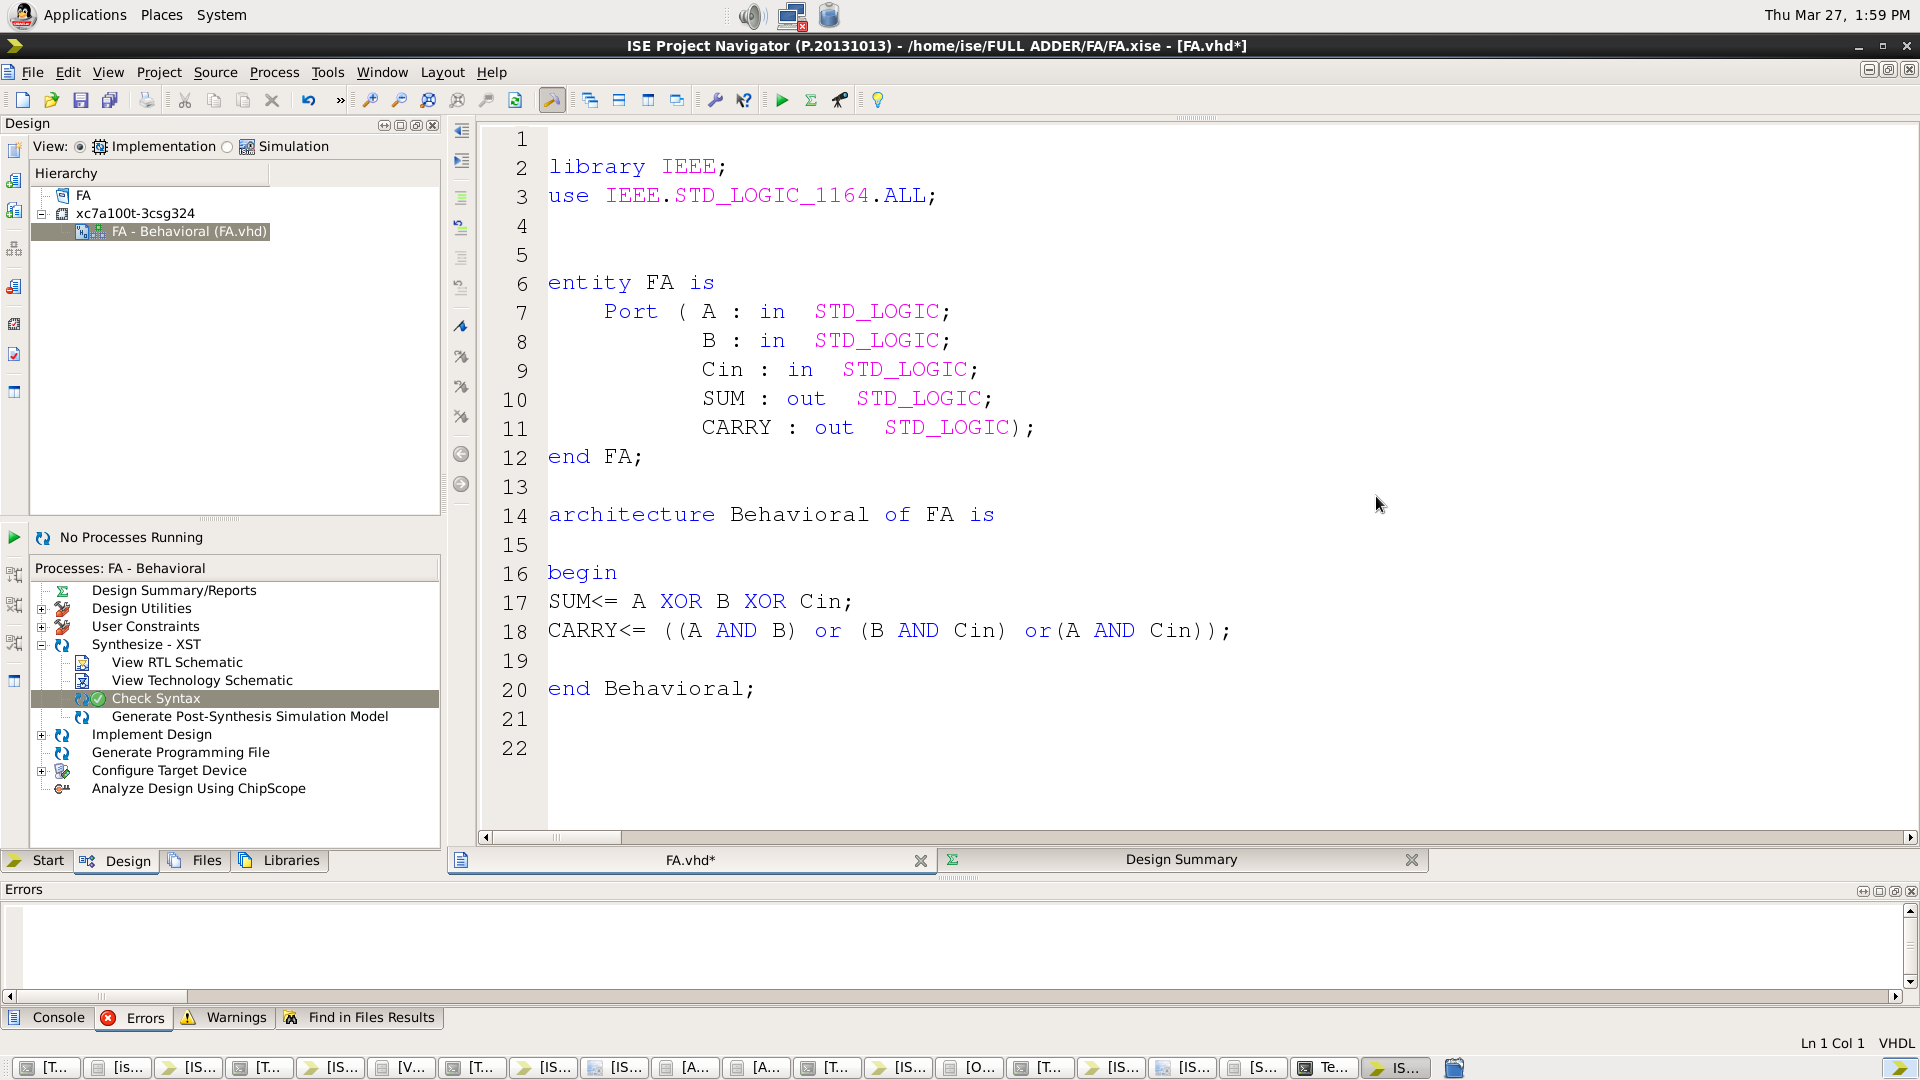 Applications Places System
Thu Mar 27, 1:59 PM
ISE Project Navigator (P.20131013) - /home/ise/FULL ADDER/FA/FA.xise - [FA.vhd*]
File Edit View Project Source Process Tools Window Layout Help
»
Design
View: Implementation Simulation
Hierarchy
FA
xc7a100t-3csg324
FA - Behavioral (FA.vhd)
No Processes Running
Processes: FA - Behavioral
Design Summary/Reports
Design Utilities
User Constraints
Synthesize - XST
View RTL Schematic
View Technology Schematic
Check Syntax
Generate Post-Synthesis Simulation Model
Implement Design
Generate Programming File
Configure Target Device
Analyze Design Using ChipScope
Start Design Files Libraries
1
2 library IEEE;
3 use IEEE.STD_LOGIC_1164.ALL;
4
5
6 entity FA is
7 Port ( A : in STD_LOGIC;
8 B : in STD_LOGIC;
9 Cin : in STD_LOGIC;
10 SUM : out STD_LOGIC;
11 CARRY : out STD_LOGIC);
12 end FA;
13
14 architecture Behavioral of FA is
15
16 begin
17 SUM<= A XOR B XOR Cin;
18 CARRY<= ((A AND B) or (B AND Cin) or(A AND Cin));
19
20 end Behavioral;
21
22
FA.vhd* Design Summary
Errors
Console Errors Warnings Find in Files Results
Ln 1 Col 1 VHDL
[T... [is... [IS... [T... [IS... [V... [T... [IS... [IS... [A... [A... [T... [IS... [O... [T... [IS... [IS... [S... Te... IS...